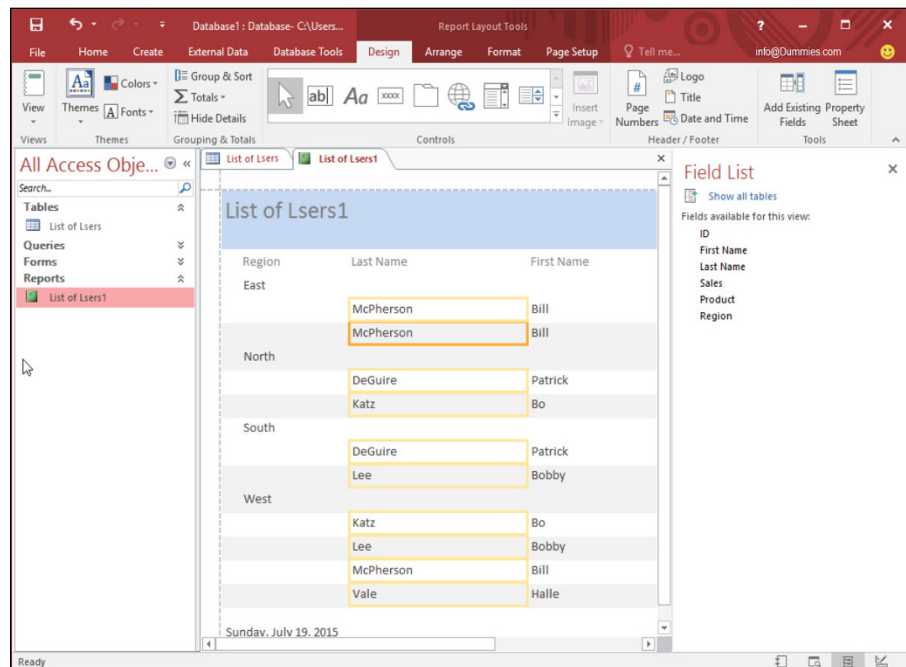 Database1 : Database- C:\Users... Report Layout Tools ?
File Home Create External Data Database Tools Design Arrange Format Page Setup Tell me... info@Dummies.com
View
Views
Aa
Themes
Colors
A Fonts
Themes
Group & Sort
Totals
Hide Details
Grouping & Totals
ab Aa XXXX
Insert
Image
Controls
#
Page
Numbers
Logo
Title
Date and Time
Header / Footer
Add Existing
Fields
Property
Sheet
Tools
All Access Obje...
Search...
Tables
List of Lsers
Queries
Forms
Reports
List of Lsers1
List of Lsers List of Lsers1
List of Lsers1
Region Last Name First Name
East
McPherson Bill
McPherson Bill
North
DeGuire Patrick
Katz Bo
South
DeGuire Patrick
Lee Bobby
West
Katz Bo
Lee Bobby
McPherson Bill
Vale Halle
Sunday, July 19, 2015
Field List
Show all tables
Fields available for this view:
ID
First Name
Last Name
Sales
Product
Region
Ready